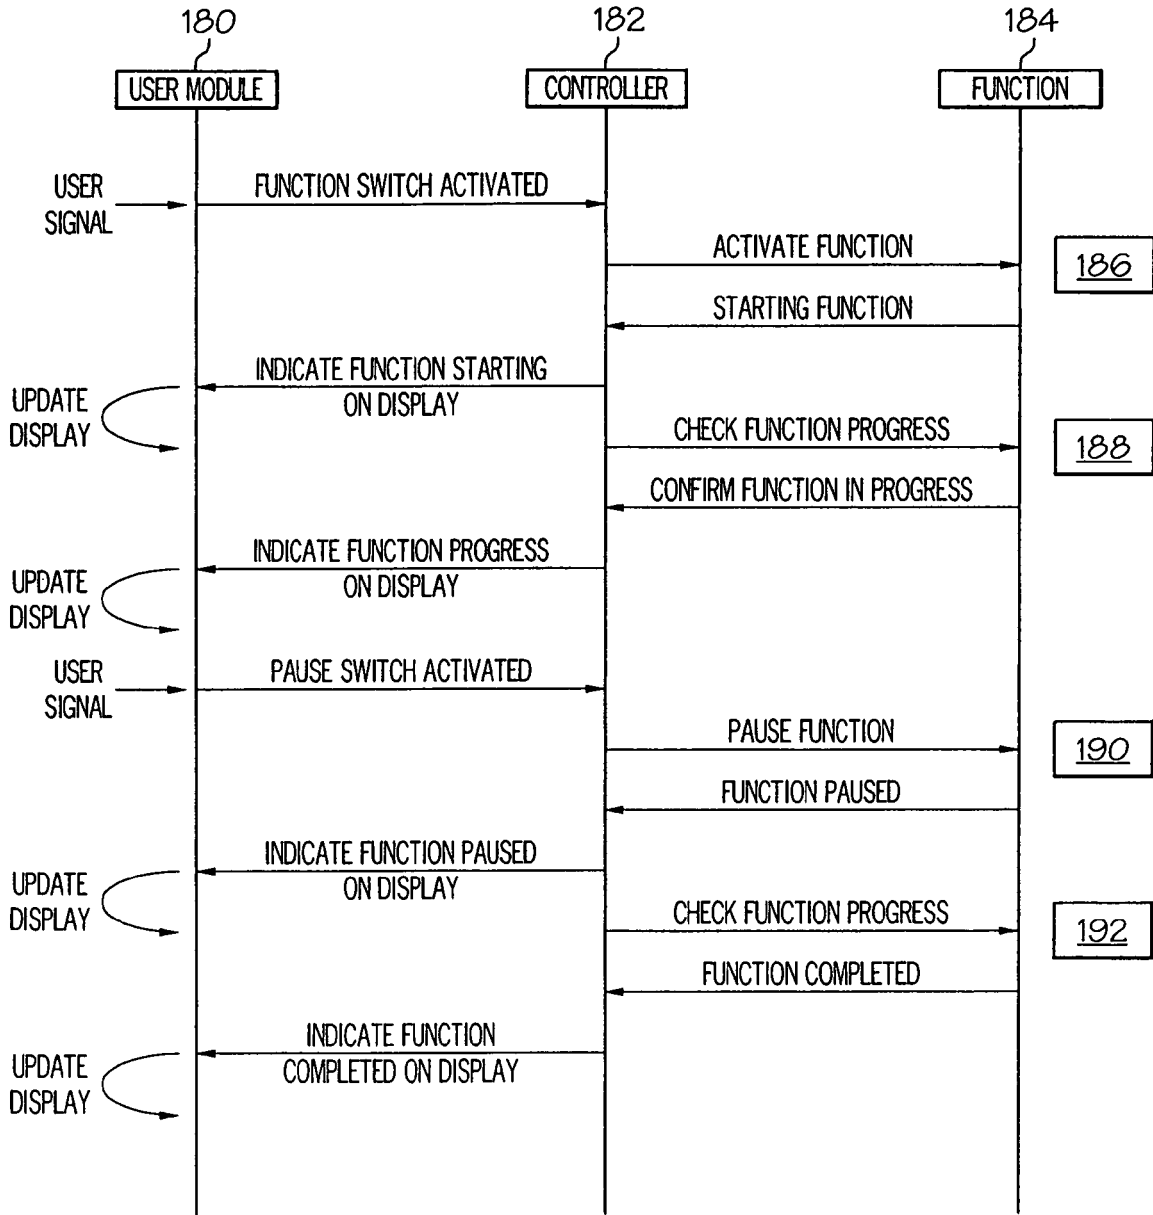 180
182
184
USER MODULE
CONTROLLER
FUNCTION
USER
SIGNAL
FUNCTION SWITCH ACTIVATED
ACTIVATE FUNCTION
186
STARTING FUNCTION
INDICATE FUNCTION STARTING
ON DISPLAY
UPDATE
DISPLAY
CHECK FUNCTION PROGRESS
188
CONFIRM FUNCTION IN PROGRESS
INDICATE FUNCTION PROGRESS
ON DISPLAY
UPDATE
DISPLAY
USER
SIGNAL
PAUSE SWITCH ACTIVATED
PAUSE FUNCTION
190
FUNCTION PAUSED
INDICATE FUNCTION PAUSED
ON DISPLAY
UPDATE
DISPLAY
CHECK FUNCTION PROGRESS
192
FUNCTION COMPLETED
INDICATE FUNCTION
COMPLETED ON DISPLAY
UPDATE
DISPLAY